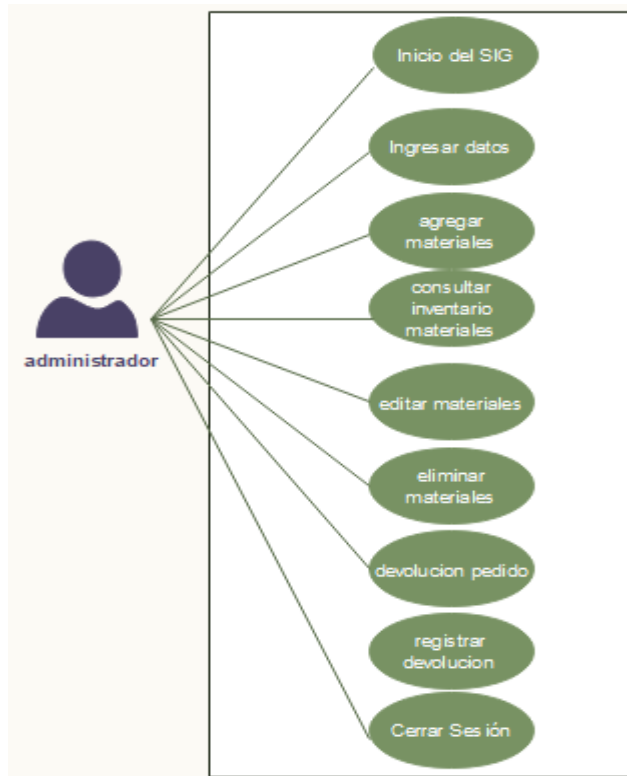 Inicio del SIG
Ingresar datos
agregar
materiales
consultar
inventario
materiales
administrador
editar materiales
eliminar
materiales
devolucion pedido
registrar
devolucion
Cerrar Sesión